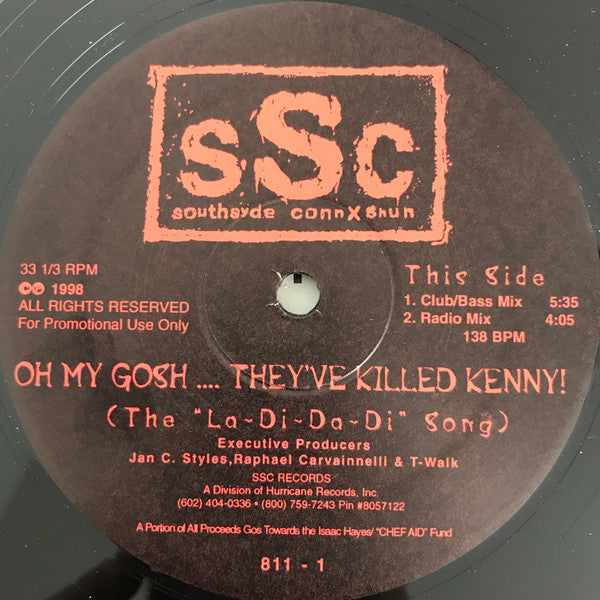 sSc
southsyde connXshun
33 1/3 RPM
©℗ 1998
ALL RIGHTS RESERVED
For Promotional Use Only
This Side
1. Club/Bass Mix 5:35
2. Radio Mix 4:05
138 BPM
OH MY GOSH .... THEY'VE KILLED KENNY!
(The "La~Di~Da~Di" Song)
Executive Producers
Jan C. Styles,Raphael Carvainnelli & T-Walk
SSC RECORDS
A Division of Hurricane Records, Inc.
(602) 404-0336 • (800) 759-7243 Pin #8057122
A Portion of All Proceeds Gos Towards the Isaac Hayes/ "CHEF AID" Fund
811 - 1